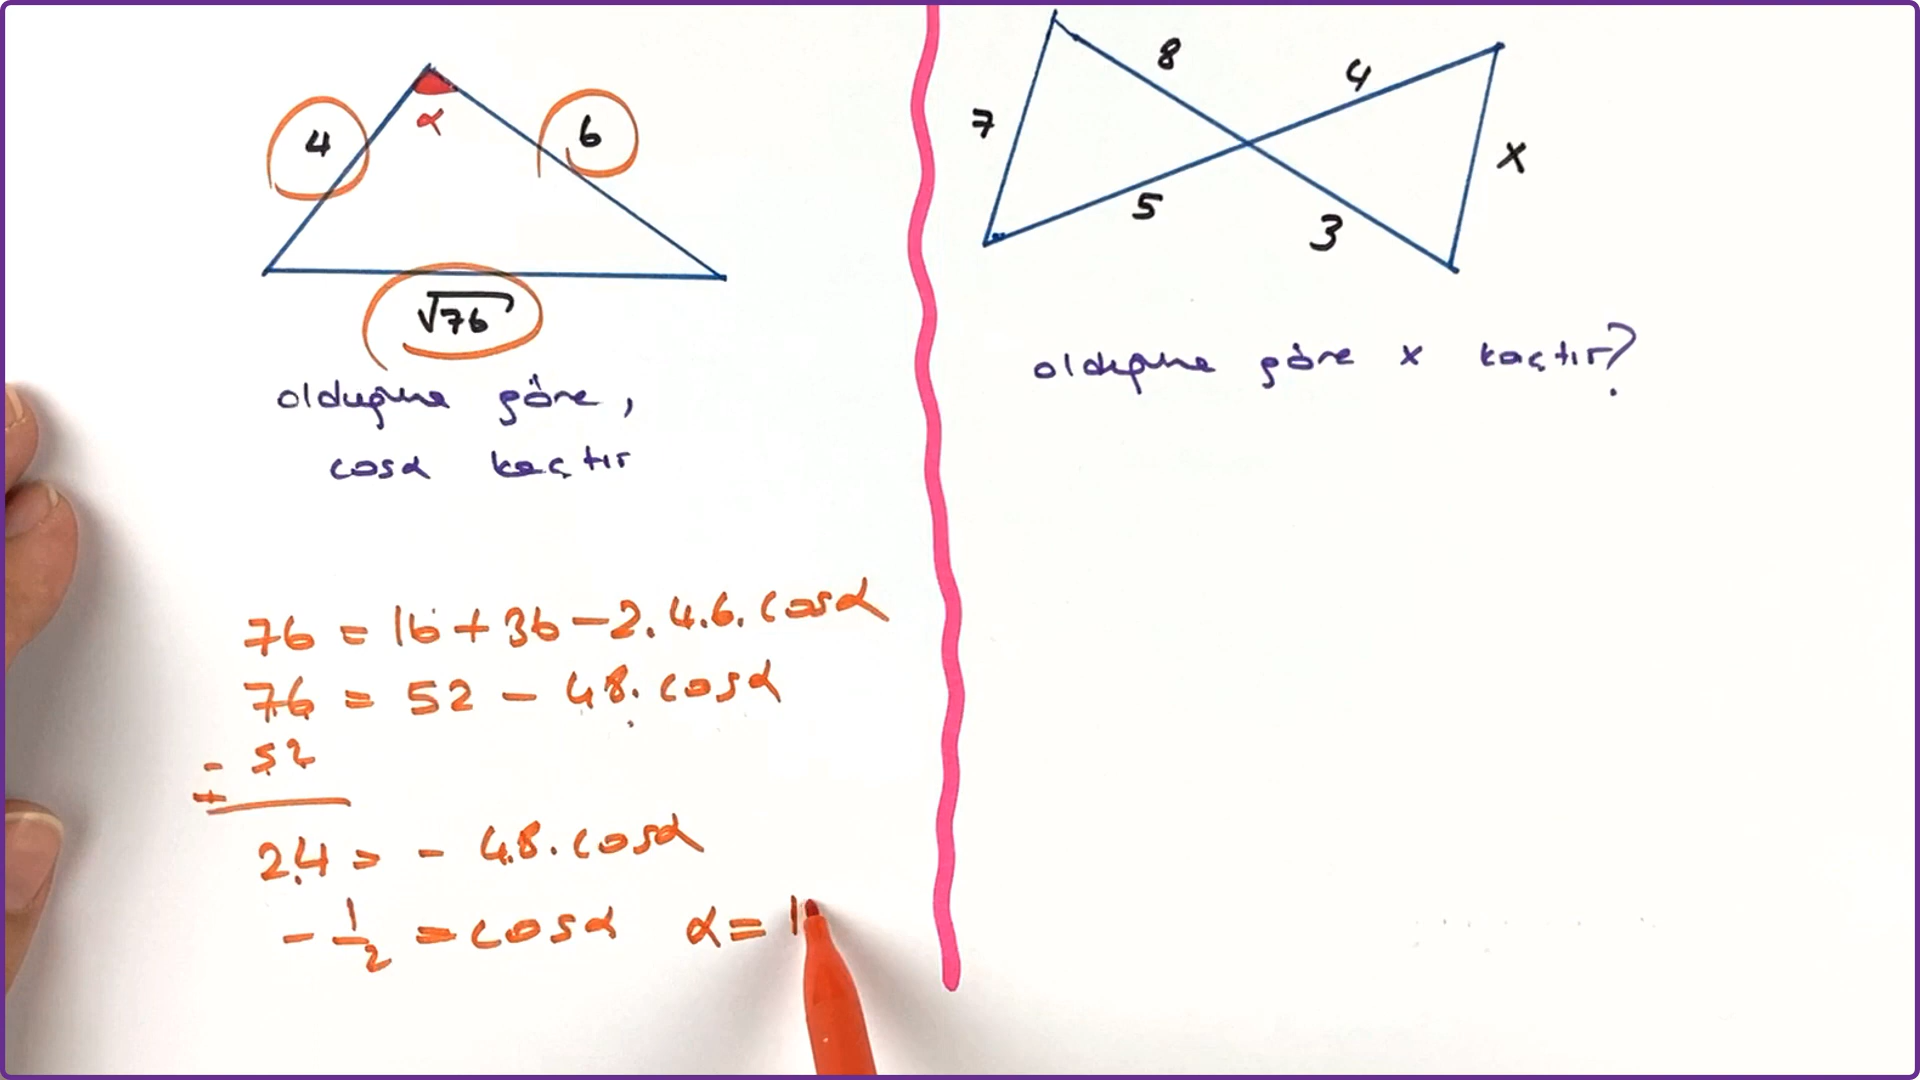 4
α
6
√76
olduğuna göre,
cosα kaçtır
76 = 16 + 36 - 2.4.6.cosα
76 = 52 - 48.cosα
- 52
+
24 = - 48.cosα
- 1/2 = cosα α = 1
8
4
7
x
5
3
olduğuna göre x kaçtır?